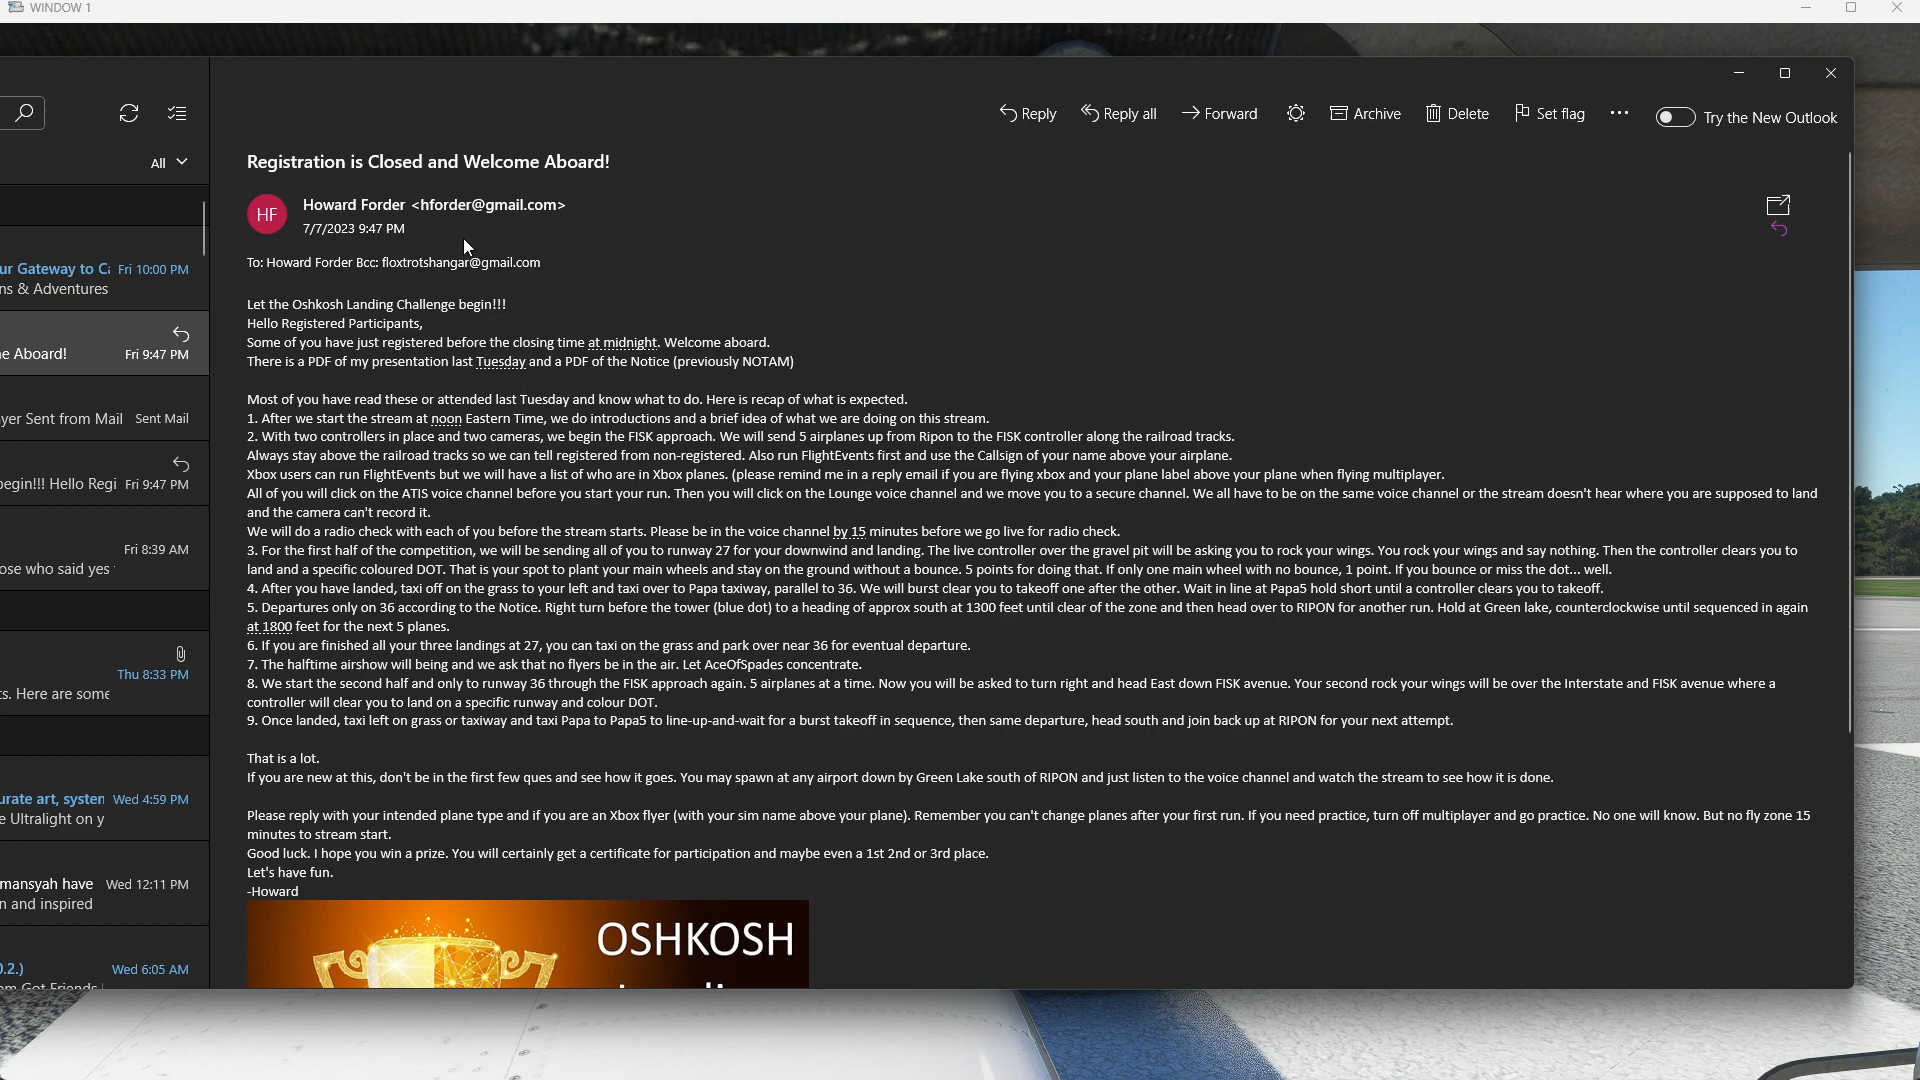 WINDOW 1
Reply
Reply all
Forward
Archive
Delete
Set flag
Try the New Outlook
All
Registration is Closed and Welcome Aboard!
HF
Howard Forder <hforder@gmail.com>
7/7/2023 9:47 PM
To: Howard Forder Bcc: floxtrotshangar@gmail.com
ur Gateway to Ca Fri 10:00 PM
ns & Adventures
e Aboard! Fri 9:47 PM
yer Sent from Mail Sent Mail
begin!!! Hello Regi Fri 9:47 PM
Fri 8:39 AM
ose who said yes
Thu 8:33 PM
s. Here are some
urate art, system Wed 4:59 PM
e Ultralight on y
mansyah have Wed 12:11 PM
n and inspired
0.2.) Wed 6:05 AM
om Got Friends
Let the Oshkosh Landing Challenge begin!!!
Hello Registered Participants,
Some of you have just registered before the closing time at midnight. Welcome aboard.
There is a PDF of my presentation last Tuesday and a PDF of the Notice (previously NOTAM)
Most of you have read these or attended last Tuesday and know what to do. Here is recap of what is expected.
1. After we start the stream at noon Eastern Time, we do introductions and a brief idea of what we are doing on this stream.
2. With two controllers in place and two cameras, we begin the FISK approach. We will send 5 airplanes up from Ripon to the FISK controller along the railroad tracks.
Always stay above the railroad tracks so we can tell registered from non-registered. Also run FlightEvents first and use the Callsign of your name above your airplane.
Xbox users can run FlightEvents but we will have a list of who are in Xbox planes. (please remind me in a reply email if you are flying xbox and your plane label above your plane when flying multiplayer.
All of you will click on the ATIS voice channel before you start your run. Then you will click on the Lounge voice channel and we move you to a secure channel. We all have to be on the same voice channel or the stream doesn't hear where you are supposed to land
and the camera can't record it.
We will do a radio check with each of you before the stream starts. Please be in the voice channel by 15 minutes before we go live for radio check.
3. For the first half of the competition, we will be sending all of you to runway 27 for your downwind and landing. The live controller over the gravel pit will be asking you to rock your wings. You rock your wings and say nothing. Then the controller clears you to
land and a specific coloured DOT. That is your spot to plant your main wheels and stay on the ground without a bounce. 5 points for doing that. If only one main wheel with no bounce, 1 point. If you bounce or miss the dot... well.
4. After you have landed, taxi off on the grass to your left and taxi over to Papa taxiway, parallel to 36. We will burst clear you to takeoff one after the other. Wait in line at Papa5 hold short until a controller clears you to takeoff.
5. Departures only on 36 according to the Notice. Right turn before the tower (blue dot) to a heading of approx south at 1300 feet until clear of the zone and then head over to RIPON for another run. Hold at Green lake, counterclockwise until sequenced in again
at 1800 feet for the next 5 planes.
6. If you are finished all your three landings at 27, you can taxi on the grass and park over near 36 for eventual departure.
7. The halftime airshow will being and we ask that no flyers be in the air. Let AceOfSpades concentrate.
8. We start the second half and only to runway 36 through the FISK approach again. 5 airplanes at a time. Now you will be asked to turn right and head East down FISK avenue. Your second rock your wings will be over the Interstate and FISK avenue where a
controller will clear you to land on a specific runway and colour DOT.
9. Once landed, taxi left on grass or taxiway and taxi Papa to Papa5 to line-up-and-wait for a burst takeoff in sequence, then same departure, head south and join back up at RIPON for your next attempt.
That is a lot.
If you are new at this, don't be in the first few ques and see how it goes. You may spawn at any airport down by Green Lake south of RIPON and just listen to the voice channel and watch the stream to see how it is done.
Please reply with your intended plane type and if you are an Xbox flyer (with your sim name above your plane). Remember you can't change planes after your first run. If you need practice, turn off multiplayer and go practice. No one will know. But no fly zone 15
minutes to stream start.
Good luck. I hope you win a prize. You will certainly get a certificate for participation and maybe even a 1st 2nd or 3rd place.
Let's have fun.
-Howard
OSHKOSH